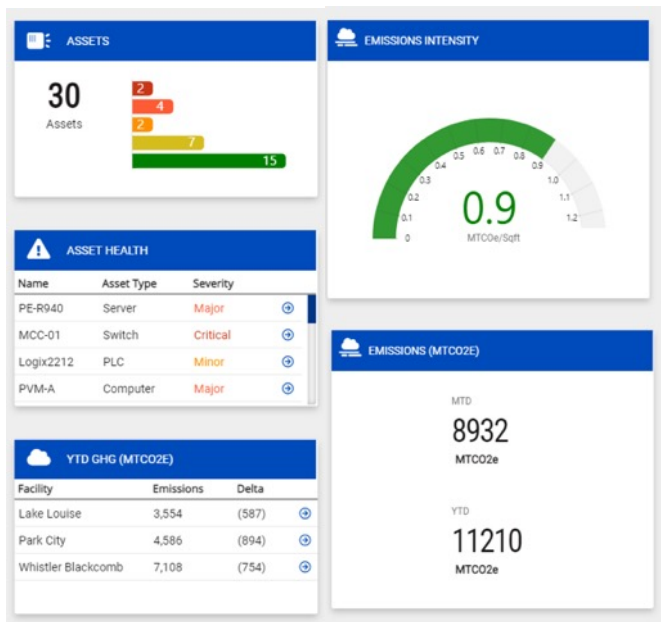 ASSETS
30
Assets
2
4
2
7
15
EMISSIONS INTENSITY
0
0.1
0.2
0.3
0.4
0.5
0.6
0.7
0.8
0.9
1.0
1.1
1.2
0.9
MTCOe/Sqft
ASSET HEALTH
Name Asset Type Severity
PE-R940 Server Major
MCC-01 Switch Critical
Logix2212 PLC Minor
PVM-A Computer Major
EMISSIONS (MTCO2E)
MTD
8932
MTCO2e
YTD
11210
MTCO2e
YTD GHG (MTCO2E)
Facility Emissions Delta
Lake Louise 3,554 (587)
Park City 4,586 (894)
Whistler Blackcomb 7,108 (754)